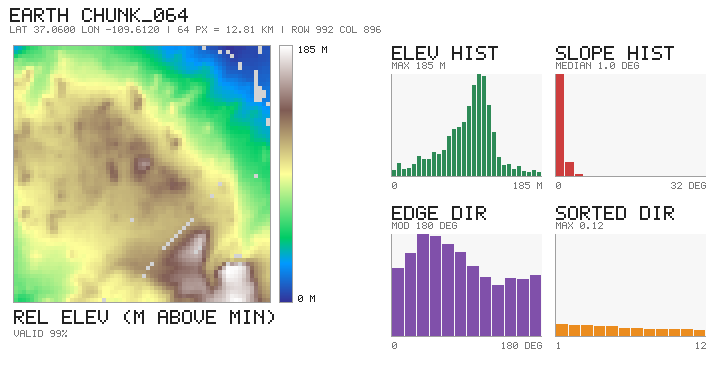 EARTH CHUNK_064
LAT 37.0600 LON -109.6120 | 64 PX = 12.81 KM | ROW 992 COL 896
185 M
0 M
REL ELEV (M ABOVE MIN)
VALID 99%
ELEV HIST
MAX 185 M
0 185 M
SLOPE HIST
MEDIAN 1.0 DEG
0 32 DEG
EDGE DIR
MOD 180 DEG
0 180 DEG
SORTED DIR
MAX 0.12
1 12